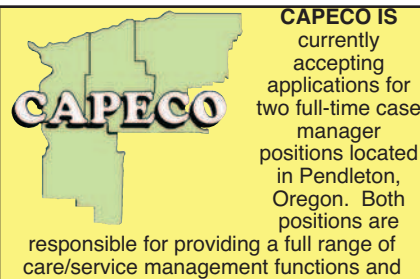 CAPECO
CAPECO IS
currently
accepting
applications for
two full-time case
manager
positions located
in Pendleton,
Oregon. Both
positions are
responsible for providing a full range of
care/service management functions and